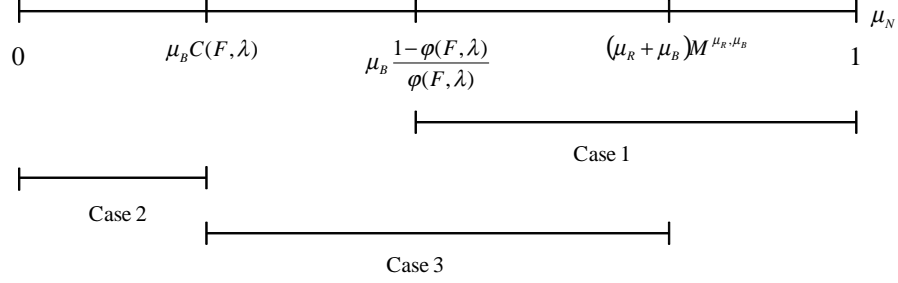 μ_N
0 μ_B C(F,λ) μ_B (1−φ(F,λ))/φ(F,λ) (μ_R + μ_B)M^{μ_R,μ_B} 1
Case 1
Case 2
Case 3